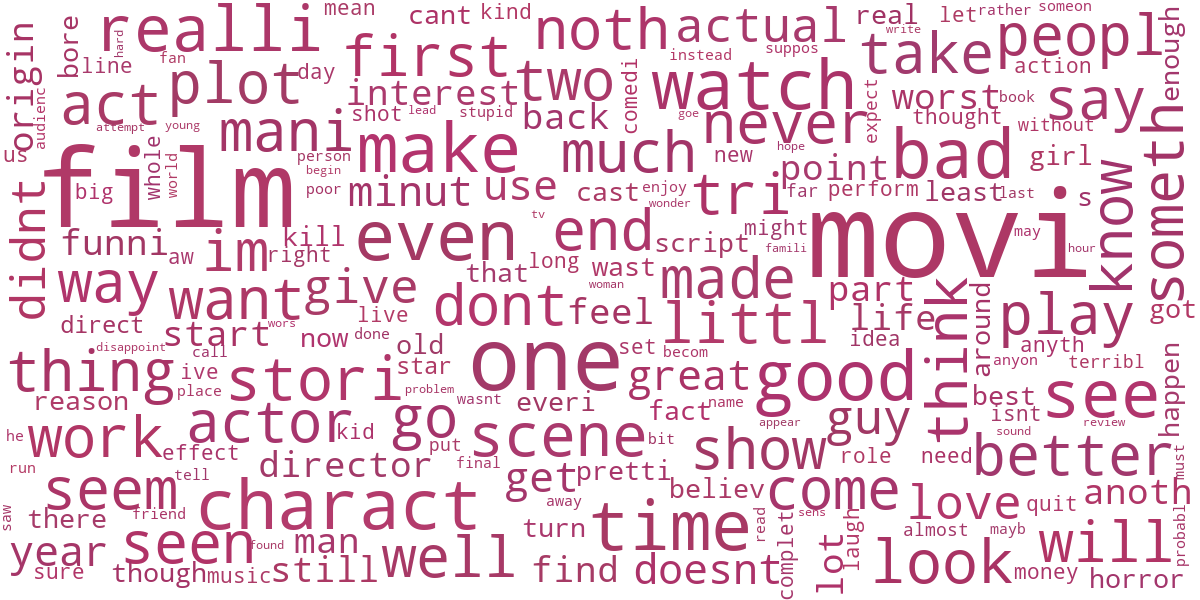 film
movi
one
realli
first
noth
actual
watch
take
peopl
bad
make
even
time
charact
good
see
think
know
someth
scene
well
look
come
will
better
show
play
littl
made
dont
end
much
never
tri
two
plot
act
mani
origin
bore
line
fan
hard
mean
cant
kind
day
shot
lead
stupid
interest
back
comedi
instead
suppos
real
write
let
rather
someon
action
enough
say
worst
book
thought
without
expect
goe
hope
audienc
attempt
young
us
whole
world
big
person
begin
poor
minut
use
cast
enjoy
wonder
new
point
far
perform
least
last
girl
s
tv
might
famili
may
hour
didnt
funni
aw
im
kill
right
that
long
woman
wast
script
way
want
give
live
feel
part
life
idea
around
got
direct
start
wors
now
done
old
star
set
becom
anyth
anyon
terribl
disappoint
call
thing
ive
place
stori
problem
wasnt
everi
great
name
fact
best
isnt
sound
review
happen
reason
he
work
actor
kid
go
put
bit
appear
guy
role
need
run
effect
tell
director
final
get
pretti
believ
seem
saw
there
friend
away
turn
read
sens
love
quit
anoth
must
probabl
year
seen
found
man
though
music
still
sure
find
doesnt
complet
lot
laugh
almost
mayb
money
horror